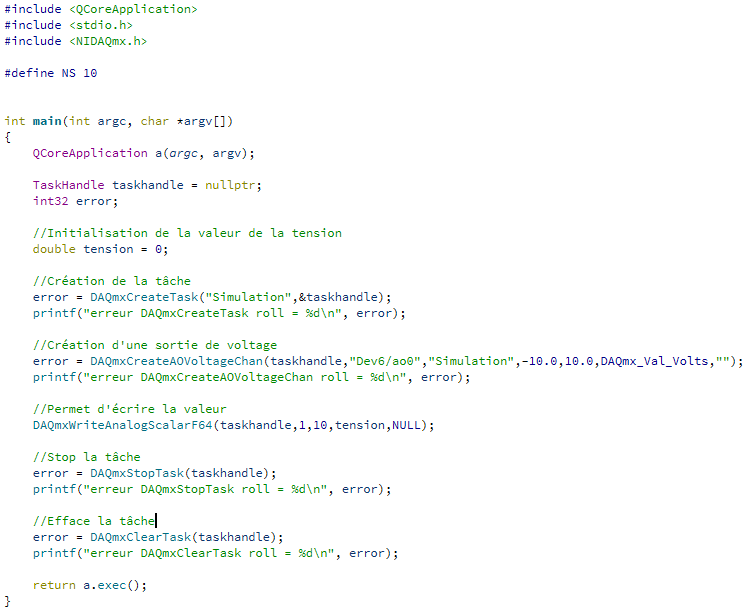 #include <QCoreApplication>
#include <stdio.h>
#include <NIDAQmx.h>

#define NS 10


int main(int argc, char *argv[])
{
    QCoreApplication a(argc, argv);

    TaskHandle taskhandle = nullptr;
    int32 error;

    //Initialisation de la valeur de la tension
    double tension = 0;

    //Création de la tâche
    error = DAQmxCreateTask("Simulation",&taskhandle);
    printf("erreur DAQmxCreateTask roll = %d\n", error);

    //Création d'une sortie de voltage
    error = DAQmxCreateAOVoltageChan(taskhandle,"Dev6/ao0","Simulation",-10.0,10.0,DAQmx_Val_Volts,"");
    printf("erreur DAQmxCreateAOVoltageChan roll = %d\n", error);

    //Permet d'écrire la valeur
    DAQmxWriteAnalogScalarF64(taskhandle,1,10,tension,NULL);

    //Stop la tâche
    error = DAQmxStopTask(taskhandle);
    printf("erreur DAQmxStopTask roll = %d\n", error);

    //Efface la tâche
    error = DAQmxClearTask(taskhandle);
    printf("erreur DAQmxClearTask roll = %d\n", error);

    return a.exec();
}